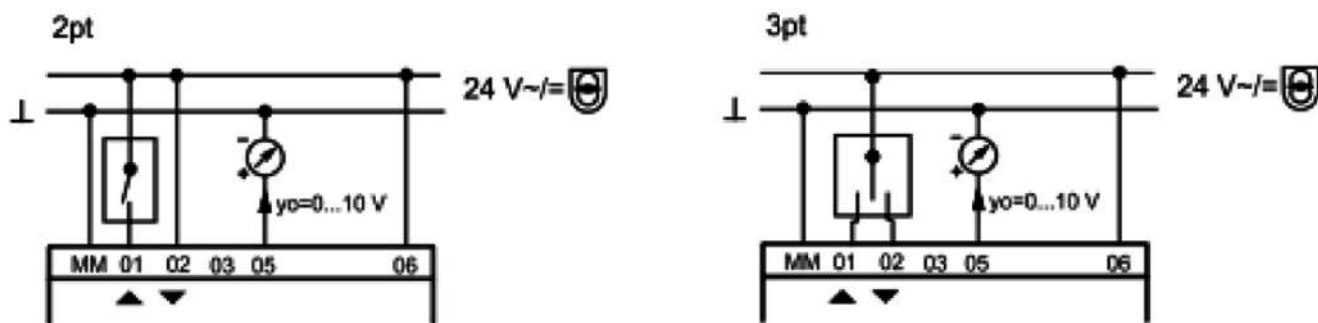 2pt
24 V~/=
⊥
- 
+
yo=0...10 V
MM 01 02 03 05 06
▲ ▼
3pt
24 V~/=
⊥
-
+
yo=0...10 V
MM 01 02 03 05 06
▲ ▼